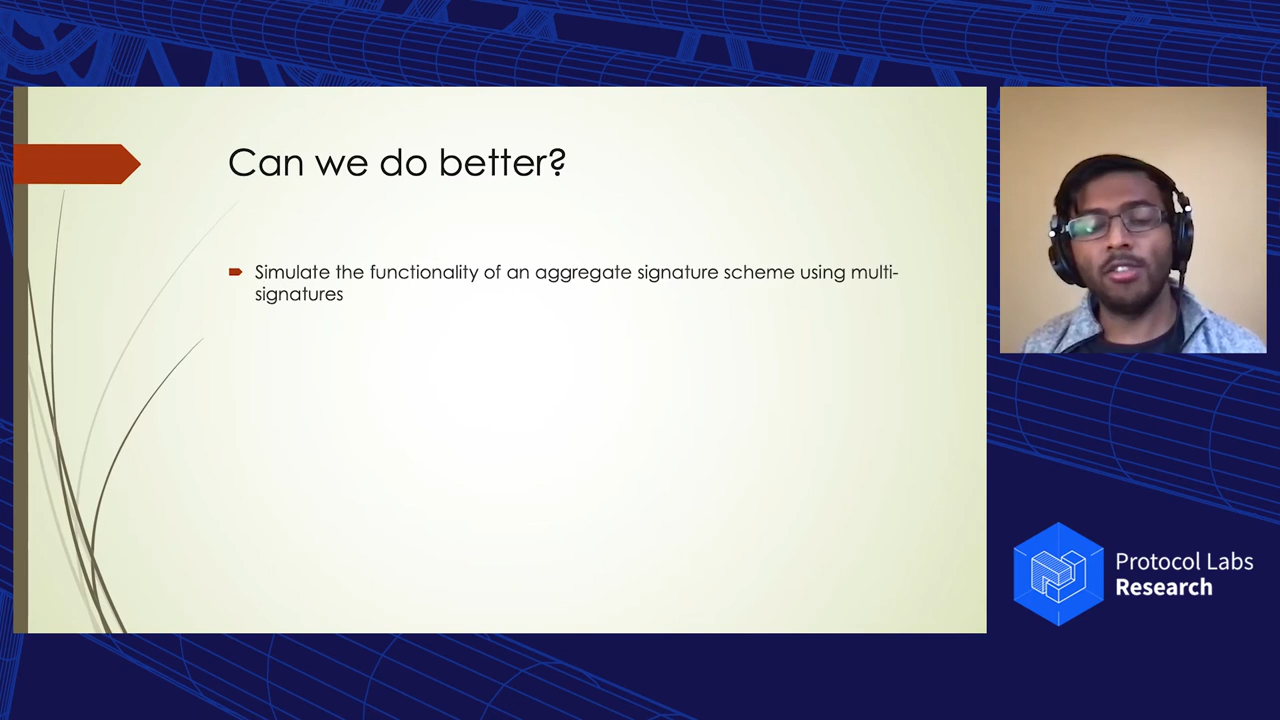 Can we do better?
Simulate the functionality of an aggregate signature scheme using multi-
signatures
Protocol Labs
Research